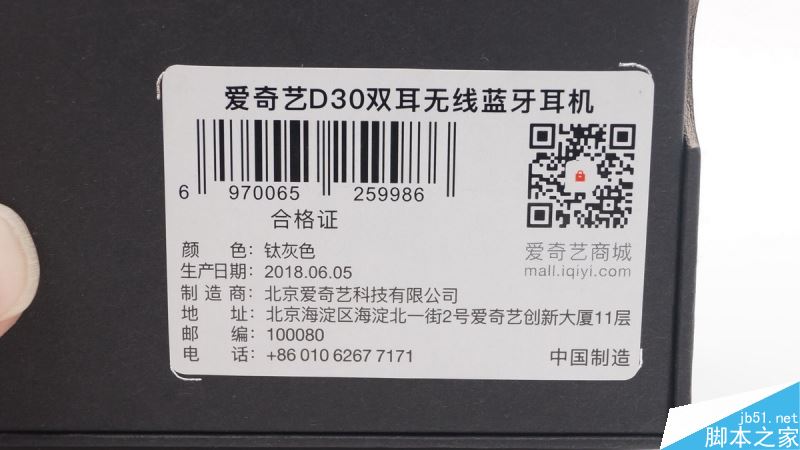 爱奇艺D30双耳无线蓝牙耳机
6 970065 259986
合格证
爱奇艺商城
mall.iqiyi.com
颜 色：钛灰色
生产日期：2018.06.05
制 造 商：北京爱奇艺科技有限公司
地 址：北京海淀区海淀北一街2号爱奇艺创新大厦11层
邮 编：100080
电 话：+86 010 6267 7171
中国制造
jb51.net
脚本之家